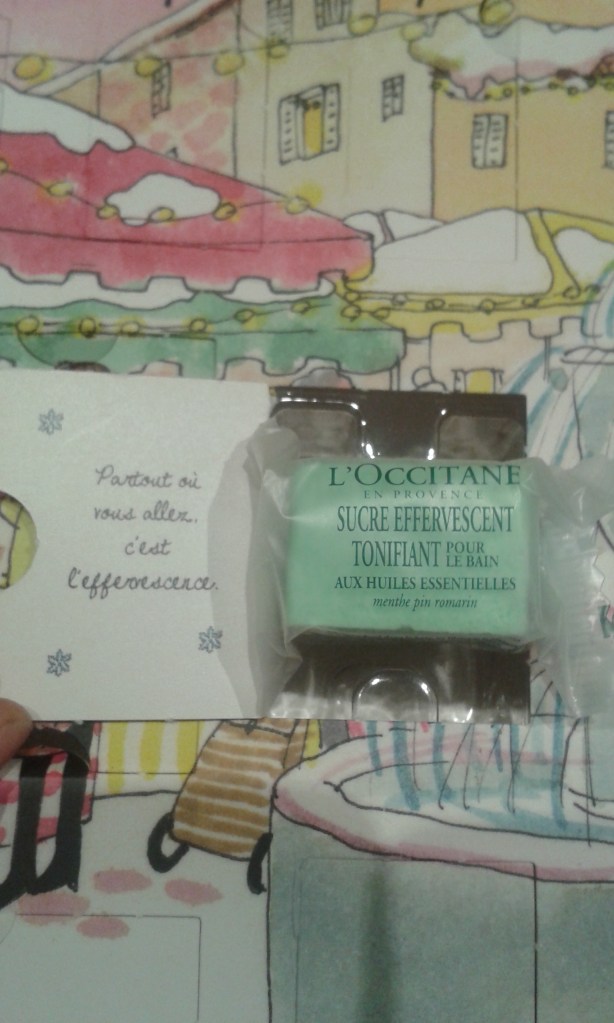 Partout où
vous allez,
c'est
l'effervescence.
L'OCCITANE
EN PROVENCE
SUCRE EFFERVESCENT
TONIFIANT POUR LE BAIN
AUX HUILES ESSENTIELLES
menthe pin romarin